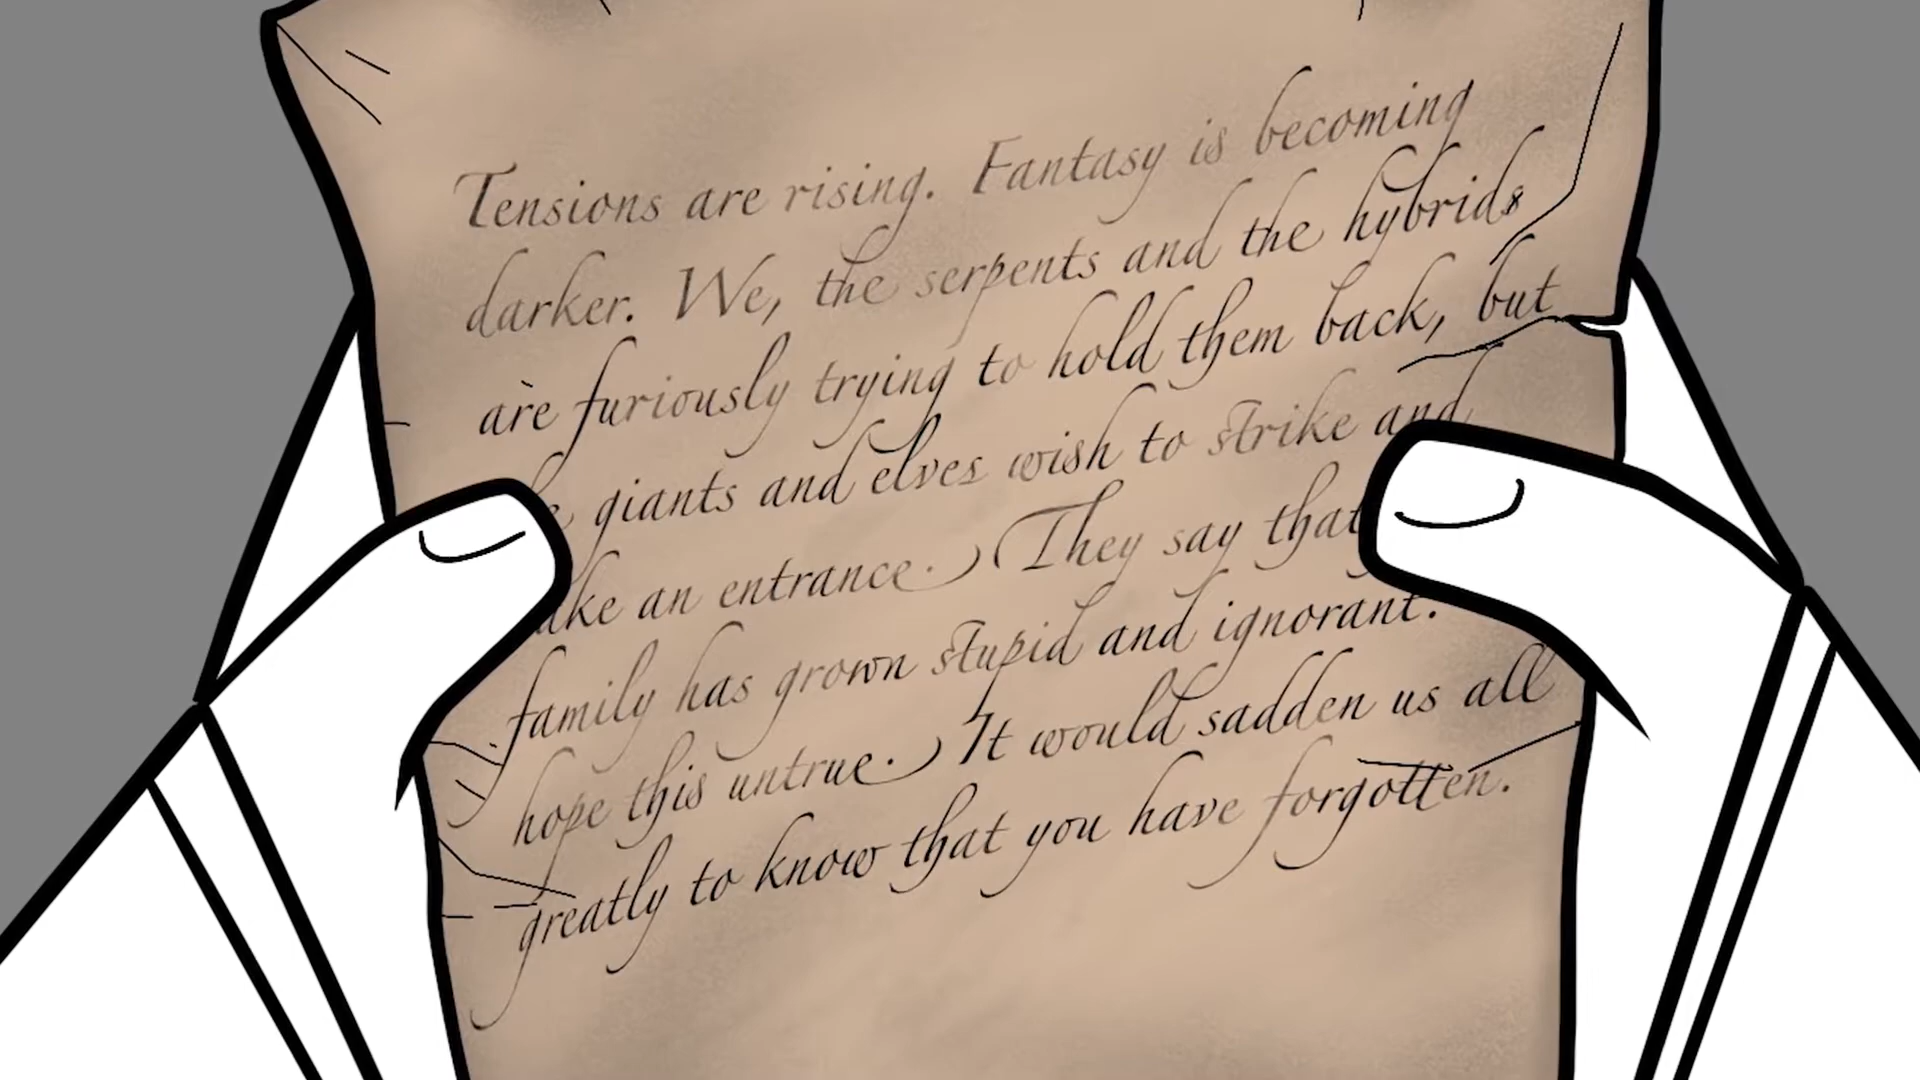 Tensions are rising. Fantasy is becoming
darker. We, the serpents and the hybrids
are furiously trying to hold them back, but
giants and elves wish to strike and
an entrance. They say that
family has grown stupid and ignorant.
hope this untrue. It would sadden us all
greatly to know that you have forgotten.